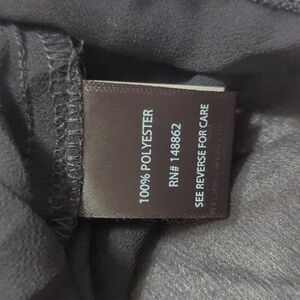 100% POLYESTER
RN# 148862
SEE REVERSE FOR CARE